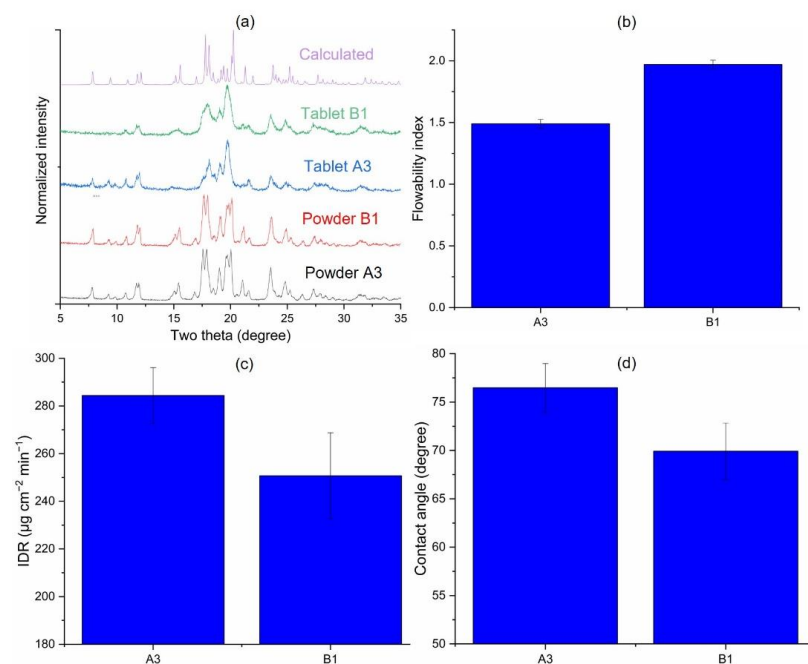 (a)
Calculated
Tablet B1
Tablet A3
Powder B1
Powder A3
Normalized intensity
5 10 15 20 25 30 35
Two theta (degree)
(b)
2.0
1.5
1.0
0.5
0.0
Flowability index
A3 B1
(c)
300
280
260
240
220
200
180
IDR (µg cm⁻² min⁻¹)
A3 B1
(d)
80
75
70
65
60
55
50
Contact angle (degree)
A3 B1